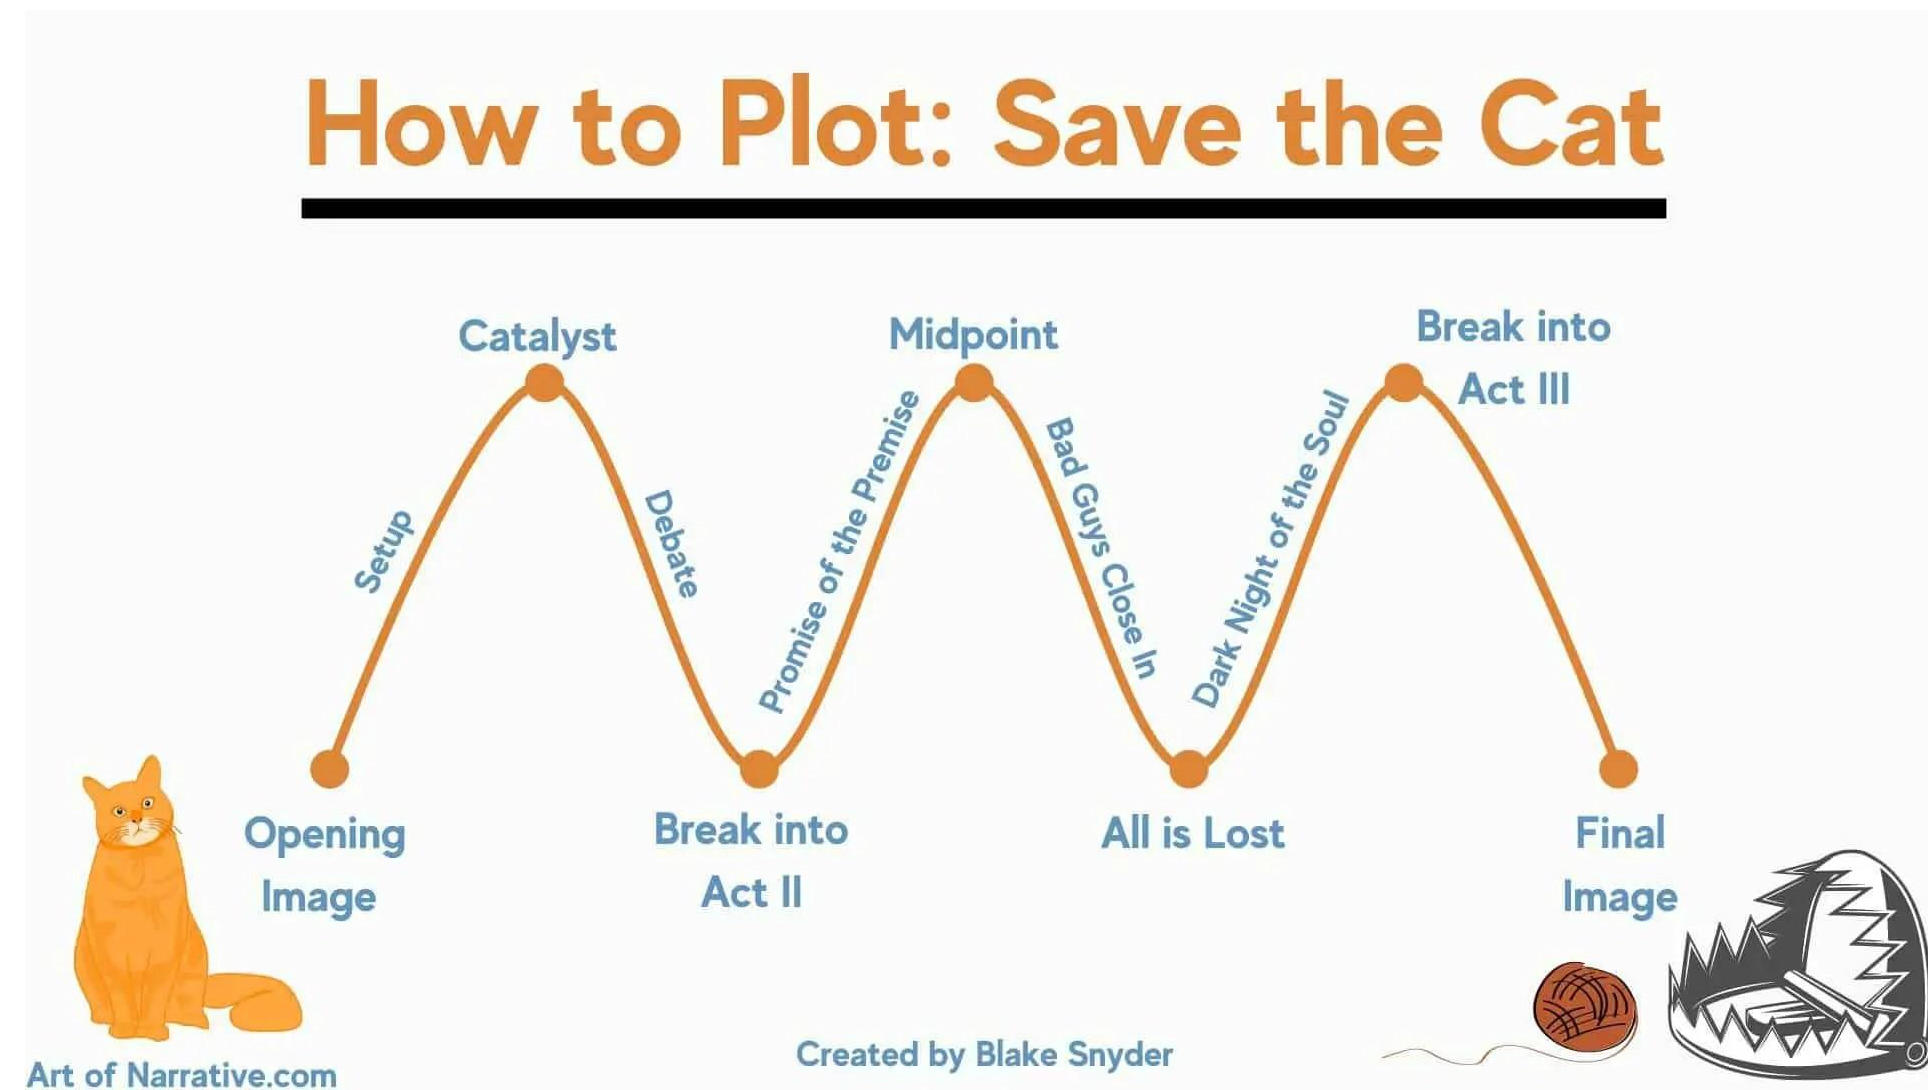 How to Plot: Save the Cat
Catalyst
Midpoint
Break into
Act III
Setup
Debate
Promise of the Premise
Bad Guys Close In
Dark Night of the Soul
Opening
Image
Break into
Act II
All is Lost
Final
Image
Created by Blake Snyder
Art of Narrative.com